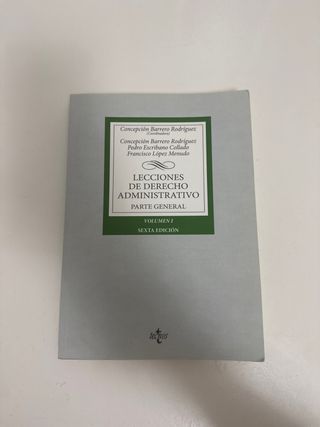 Concepción Barrero Rodríguez
(Coordinadora)
Concepción Barrero Rodríguez
Pedro Escribano Collado
Francisco López Menudo
LECCIONES
DE DERECHO
ADMINISTRATIVO
PARTE GENERAL
VOLUMEN I
SEXTA EDICIÓN
tecnos